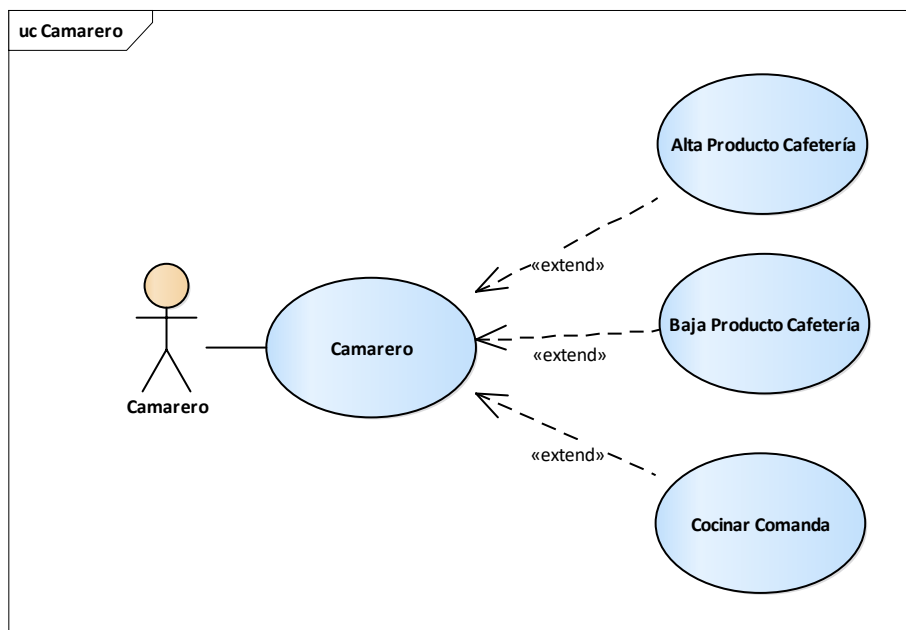 uc Camarero
Alta Producto Cafetería
«extend»
Baja Producto Cafetería
Camarero
«extend»
Camarero
«extend»
Cocinar Comanda